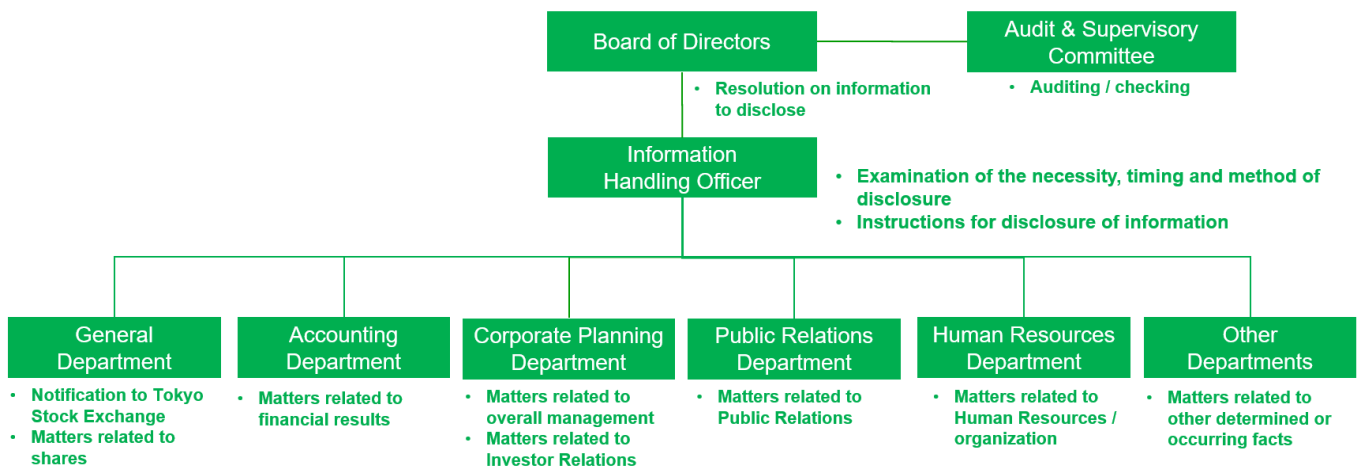 Board of Directors
Audit & Supervisory
Committee
• Resolution on information
to disclose
• Auditing / checking
Information
Handling Officer
• Examination of the necessity, timing and method of
disclosure
• Instructions for disclosure of information
General
Department
• Notification to Tokyo
Stock Exchange
• Matters related to
shares
Accounting
Department
• Matters related to
financial results
Corporate Planning
Department
• Matters related to
overall management
• Matters related to
Investor Relations
Public Relations
Department
• Matters related to
Public Relations
Human Resources
Department
• Matters related to
Human Resources /
organization
Other
Departments
• Matters related to
other determined or
occurring facts